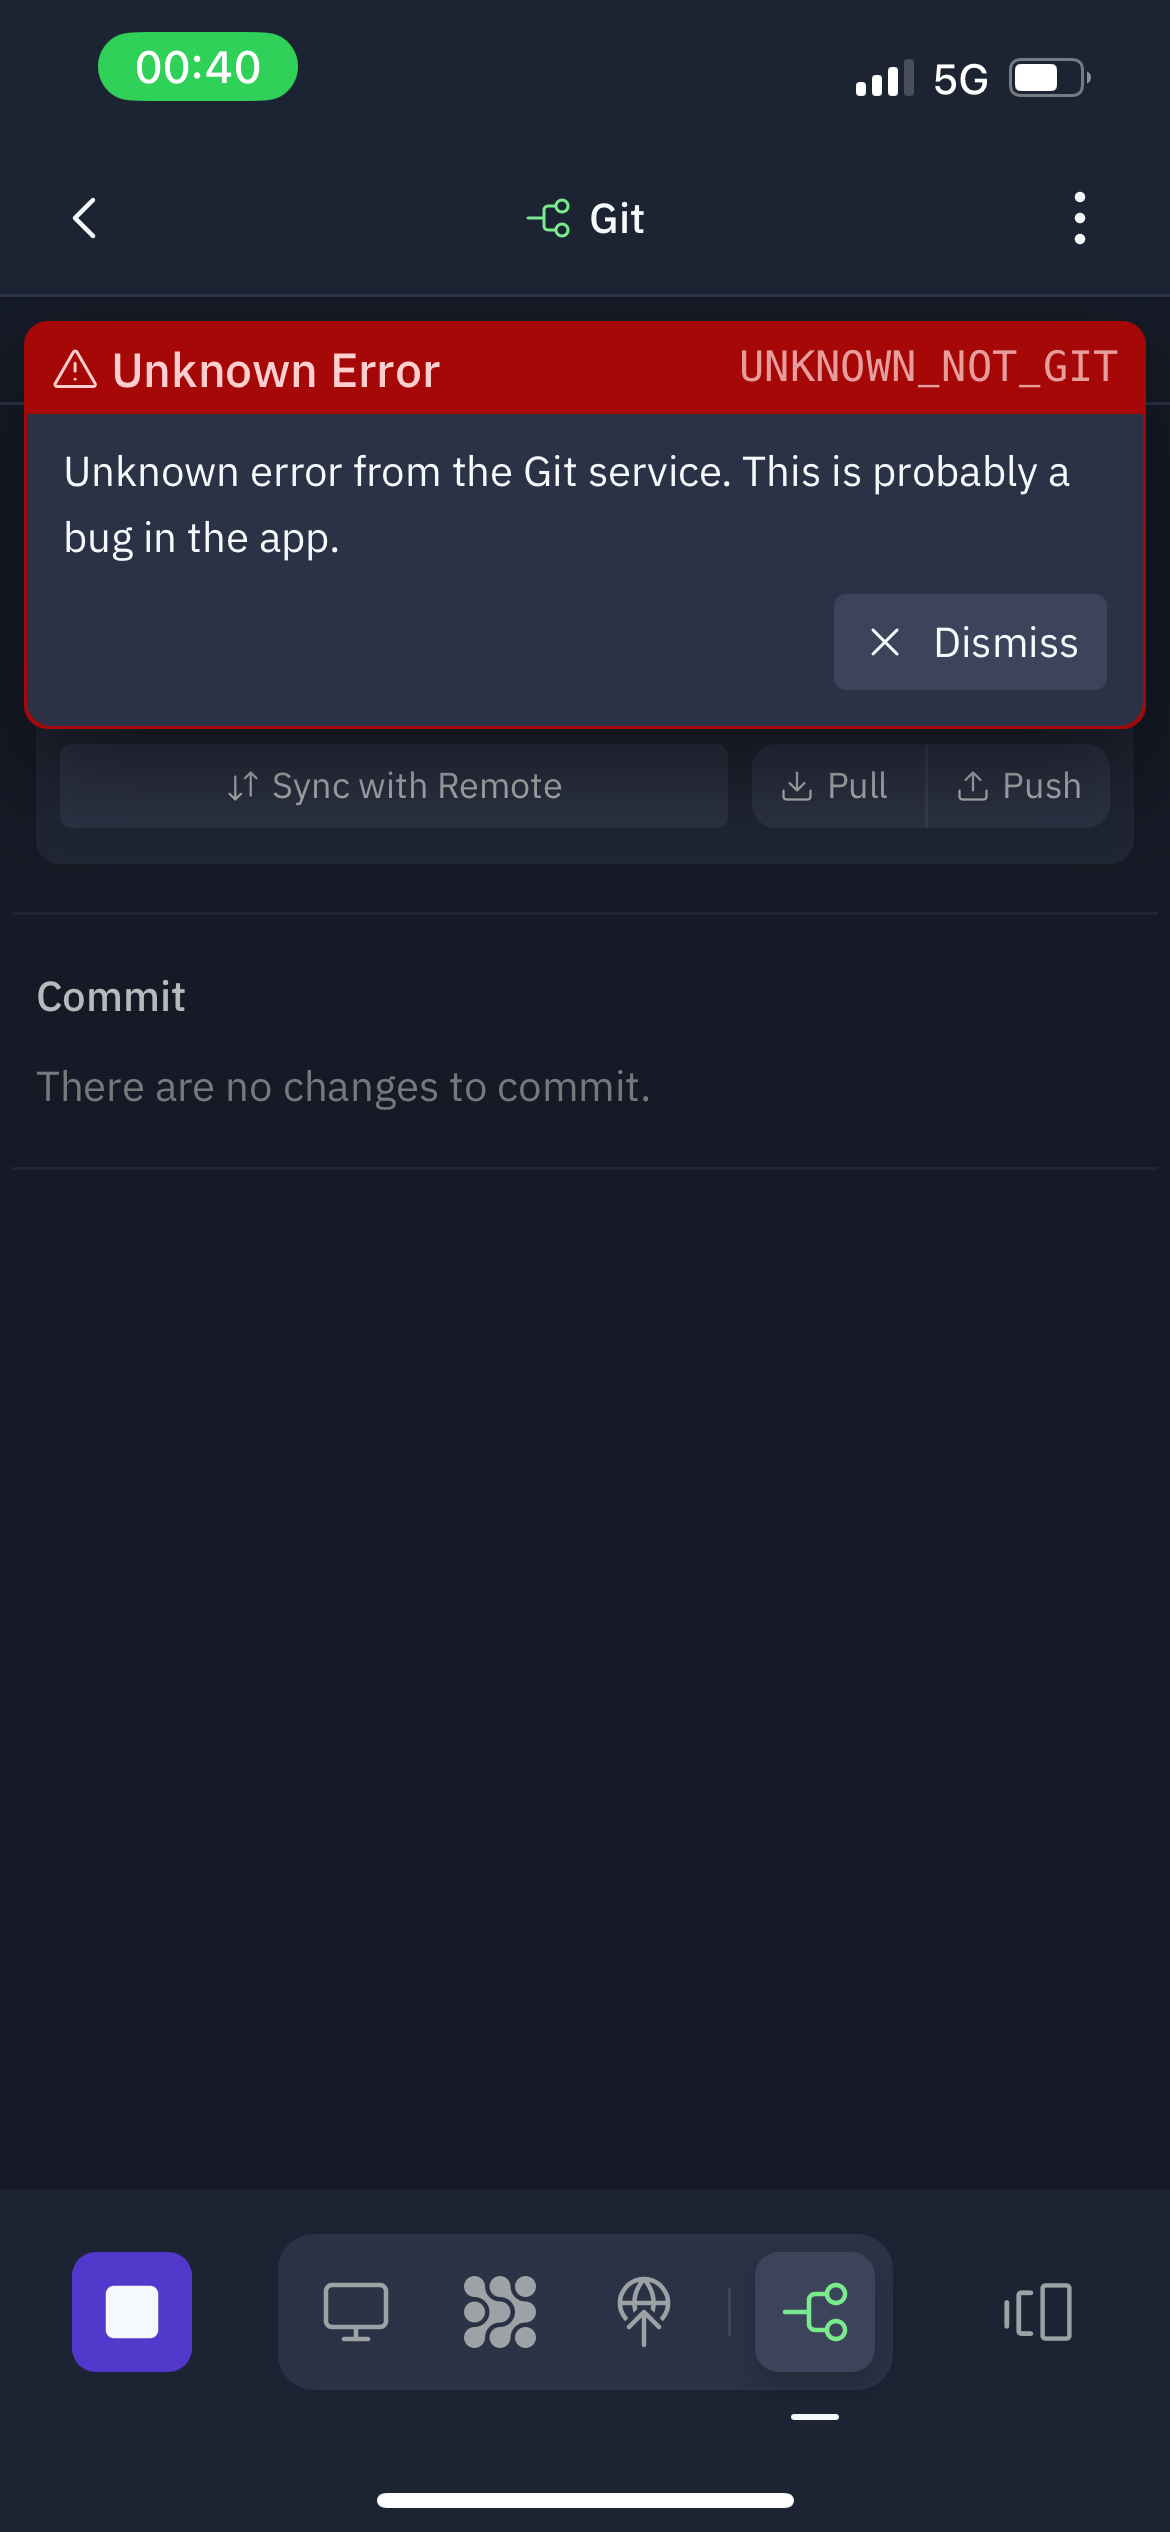 00:40
5G
Git
Unknown Error
UNKNOWN_NOT_GIT
Unknown error from the Git service. This is probably a
bug in the app.
Dismiss
Sync with Remote
Pull
Push
Commit
There are no changes to commit.